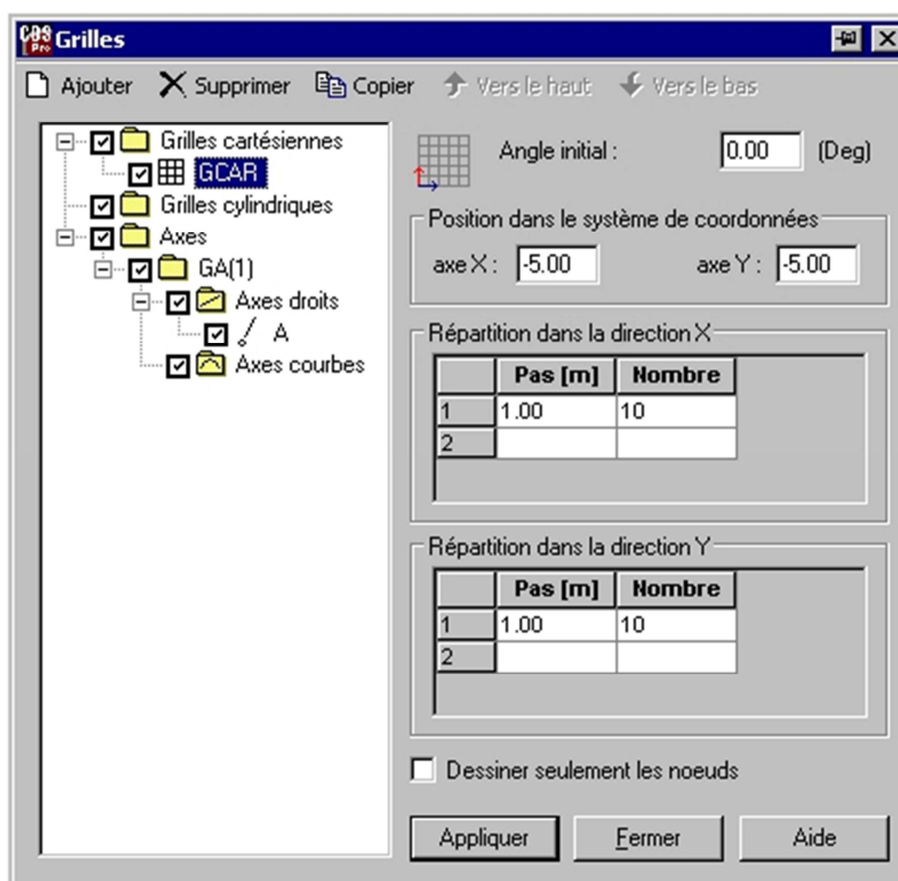 CBS Pro Grilles
Ajouter Supprimer Copier Vers le haut Vers le bas
Grilles cartésiennes
GCAR
Grilles cylindriques
Axes
GA(1)
Axes droits
A
Axes courbes
Angle initial : 0.00 (Deg)
Position dans le système de coordonnées
axe X : -5.00 axe Y : -5.00
Répartition dans la direction X
Pas [m] Nombre
1 1.00 10
2
Répartition dans la direction Y
Pas [m] Nombre
1 1.00 10
2
Dessiner seulement les noeuds
Appliquer Fermer Aide